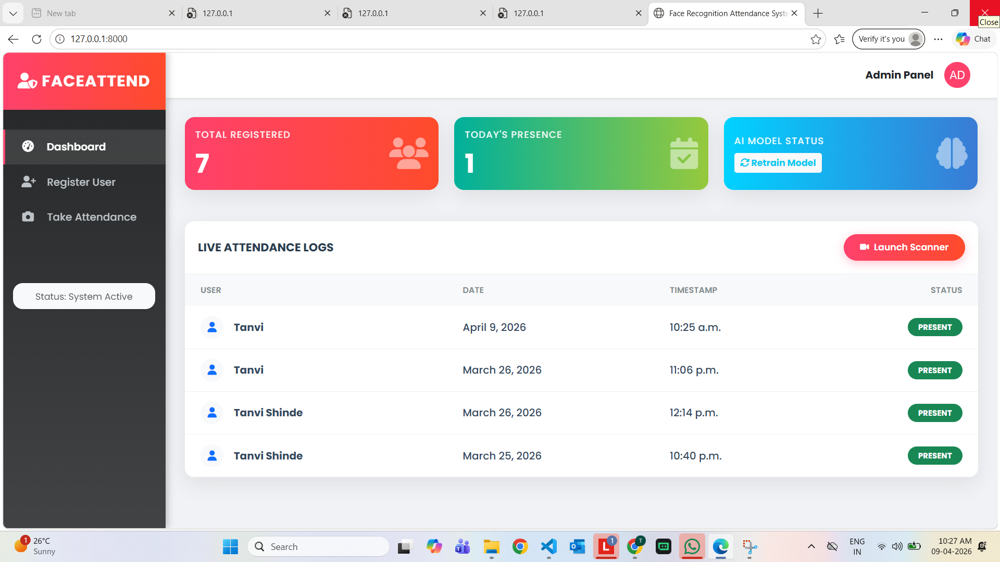 New tab
127.0.0.1
127.0.0.1
127.0.0.1
Face Recognition Attendance Syste
Close
127.0.0.1:8000
Verify it's you
Chat
FACEATTEND
Admin Panel
AD
Dashboard
Register User
Take Attendance
Status: System Active
TOTAL REGISTERED
7
TODAY'S PRESENCE
1
AI MODEL STATUS
Retrain Model
LIVE ATTENDANCE LOGS
Launch Scanner
USER DATE TIMESTAMP STATUS
Tanvi April 9, 2026 10:25 a.m. PRESENT
Tanvi March 26, 2026 11:06 p.m. PRESENT
Tanvi Shinde March 26, 2026 12:14 p.m. PRESENT
Tanvi Shinde March 25, 2026 10:40 p.m. PRESENT
1
26°C
Sunny
Search
T
L
1
T
ENG
IN
10:27 AM
09-04-2026